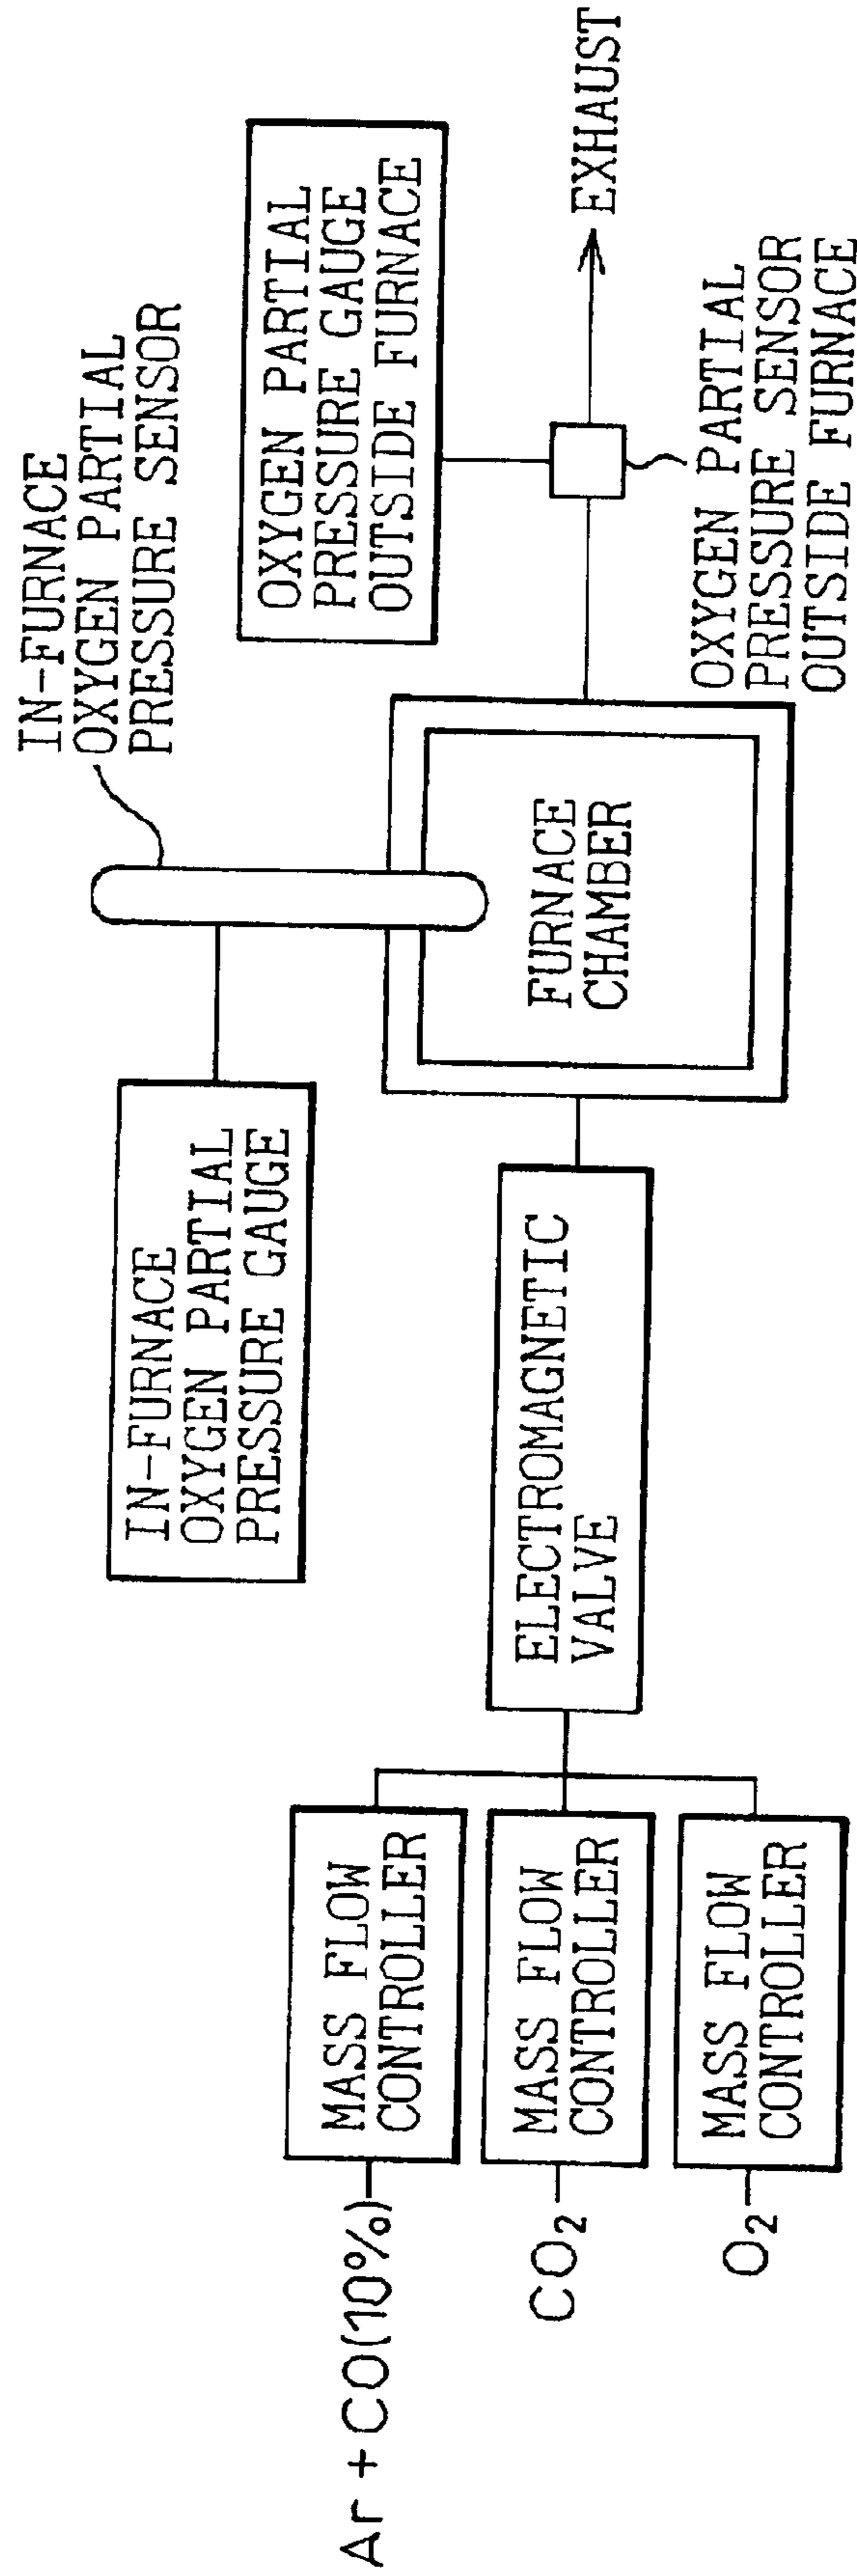 Ar + CO(10%)
CO2
O2
MASS FLOW
CONTROLLER
MASS FLOW
CONTROLLER
MASS FLOW
CONTROLLER
ELECTROMAGNETIC
VALVE
IN-FURNACE
OXYGEN PARTIAL
PRESSURE GAUGE
IN-FURNACE
OXYGEN PARTIAL
PRESSURE SENSOR
FURNACE
CHAMBER
OXYGEN PARTIAL
PRESSURE GAUGE
OUTSIDE FURNACE
OXYGEN PARTIAL
PRESSURE SENSOR
OUTSIDE FURNACE
EXHAUST